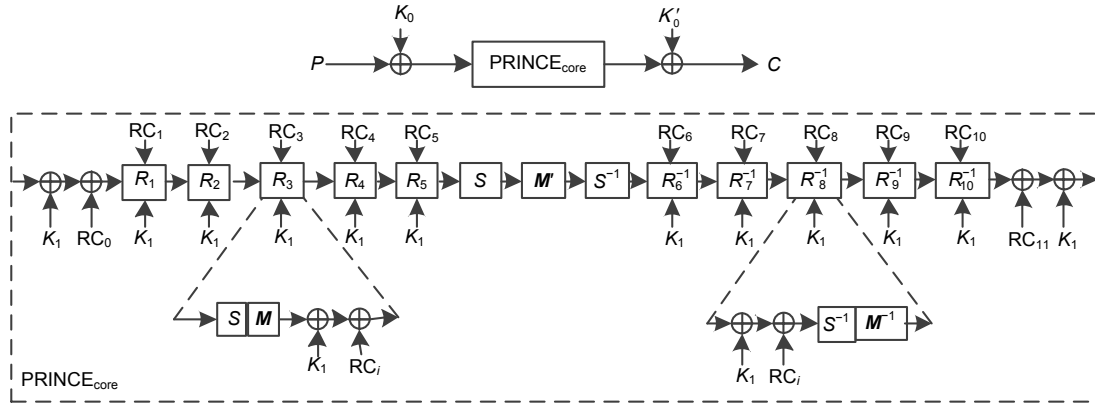 K₀ K₀′
P PRINCE_core C
RC₁ RC₂ RC₃ RC₄ RC₅ RC₆ RC₇ RC₈ RC₉ RC₁₀
R₁ R₂ R₃ R₄ R₅ S M′ S⁻¹ R₆⁻¹ R₇⁻¹ R₈⁻¹ R₉⁻¹ R₁₀⁻¹
K₁ RC₀ K₁ K₁ K₁ K₁ K₁ K₁ K₁ K₁ K₁ K₁ RC₁₁ K₁
S M S⁻¹ M⁻¹
K₁ RCᵢ K₁ RCᵢ
PRINCE_core